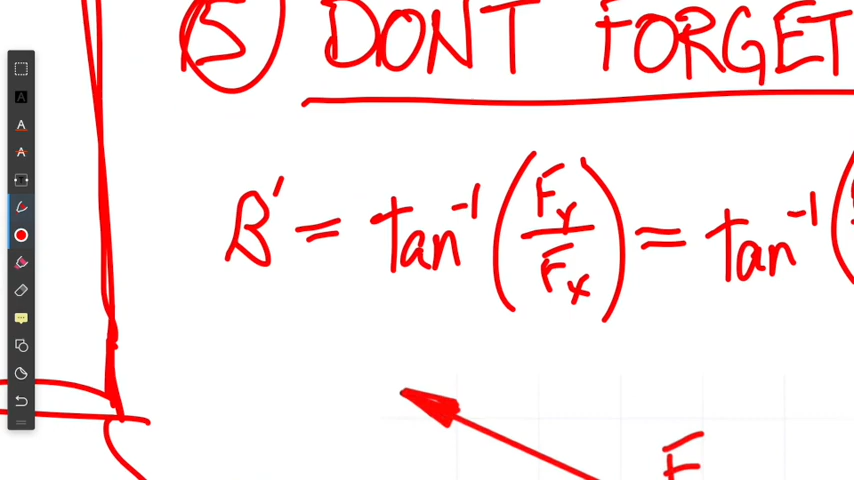 5 DONT FORGET
B' = tan⁻¹(Fy/Fx) = tan⁻¹(
F